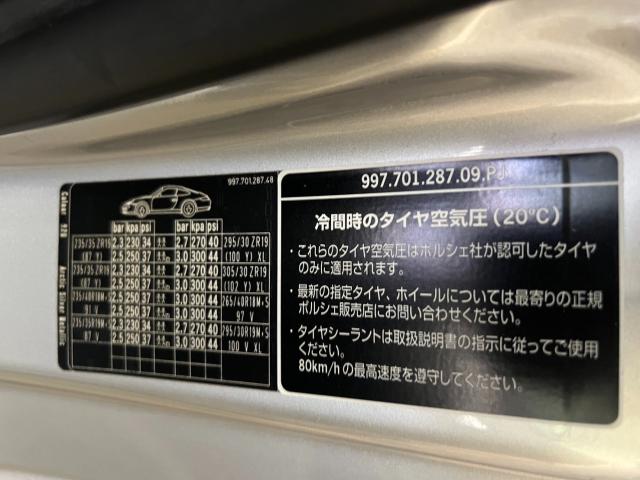 997.701.287.48
bar kpa psi bar kpa psi
235/35 ZR19 2.3 230 34 2.7 270 40 295/30 ZR19
(87 Y) 2.5 250 37 3.0 300 44 (100 Y) XL
235/35 ZR19 2.3 230 34 2.7 270 40 305/30 ZR19
(87 Y) 2.5 250 37 3.0 300 44 (102 Y) XL
2.5 250 37 3.0 300 44 265/40R18M+S
91 V 2.5 250 37 3.0 300 44 97 V
235/35R19M+S 2.3 230 34 2.7 270 40 295/30R19M+S
87 V 2.5 250 37 3.0 300 44 100 V XL
Arctic Silver Metallic
997.701.287.09.PJ
冷間時のタイヤ空気圧(20°C)
・これらのタイヤ空気圧はポルシェ社が認可したタイヤ
のみに適用されます。
・最新の指定タイヤ、ホイールについては最寄りの正規
ポルシェ販売店にお問い合わせください。
・タイヤシーラントは取扱説明書の指示に従ってご使用
ください。
80km/hの最高速度を遵守してください。